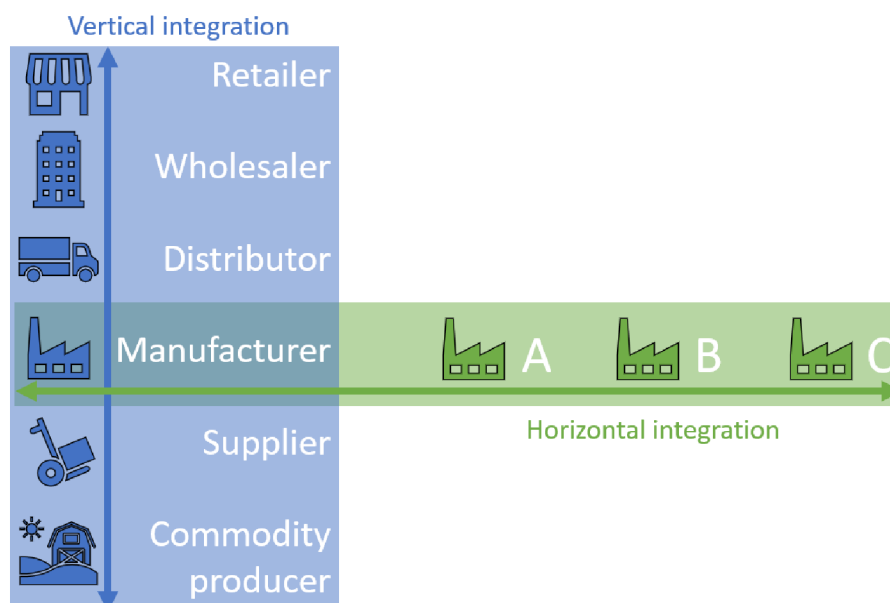 Vertical integration
Retailer
Wholesaler
Distributor
Manufacturer
A
B
C
Horizontal integration
Supplier
Commodity
producer